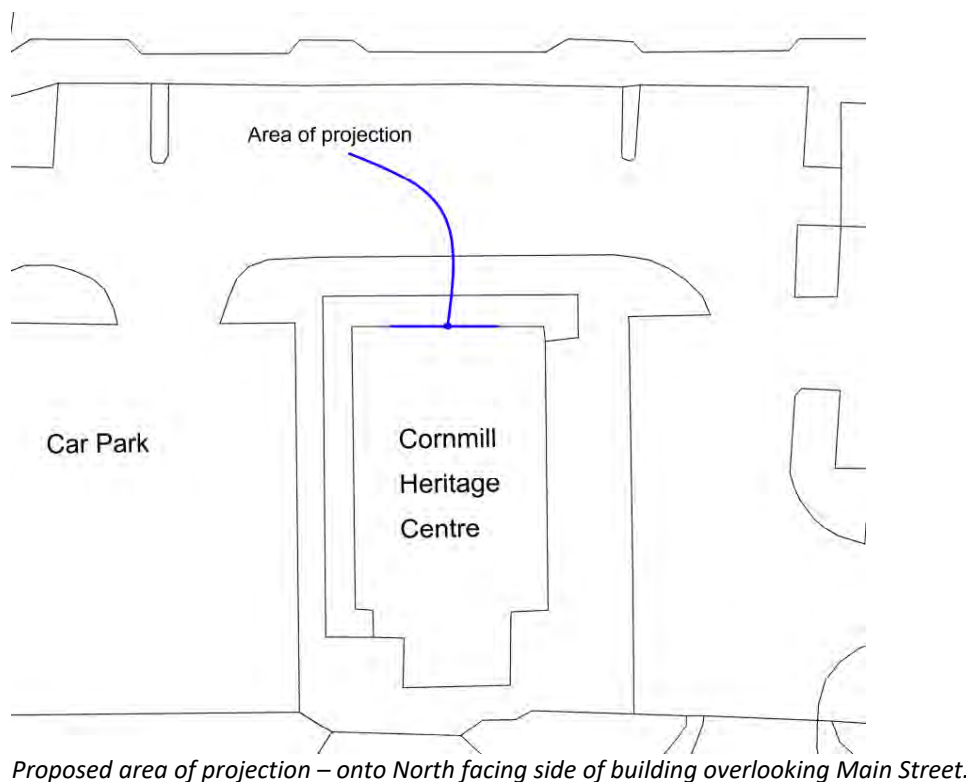 Area of projection
Car Park
Cornmill
Heritage
Centre
Proposed area of projection – onto North facing side of building overlooking Main Street.